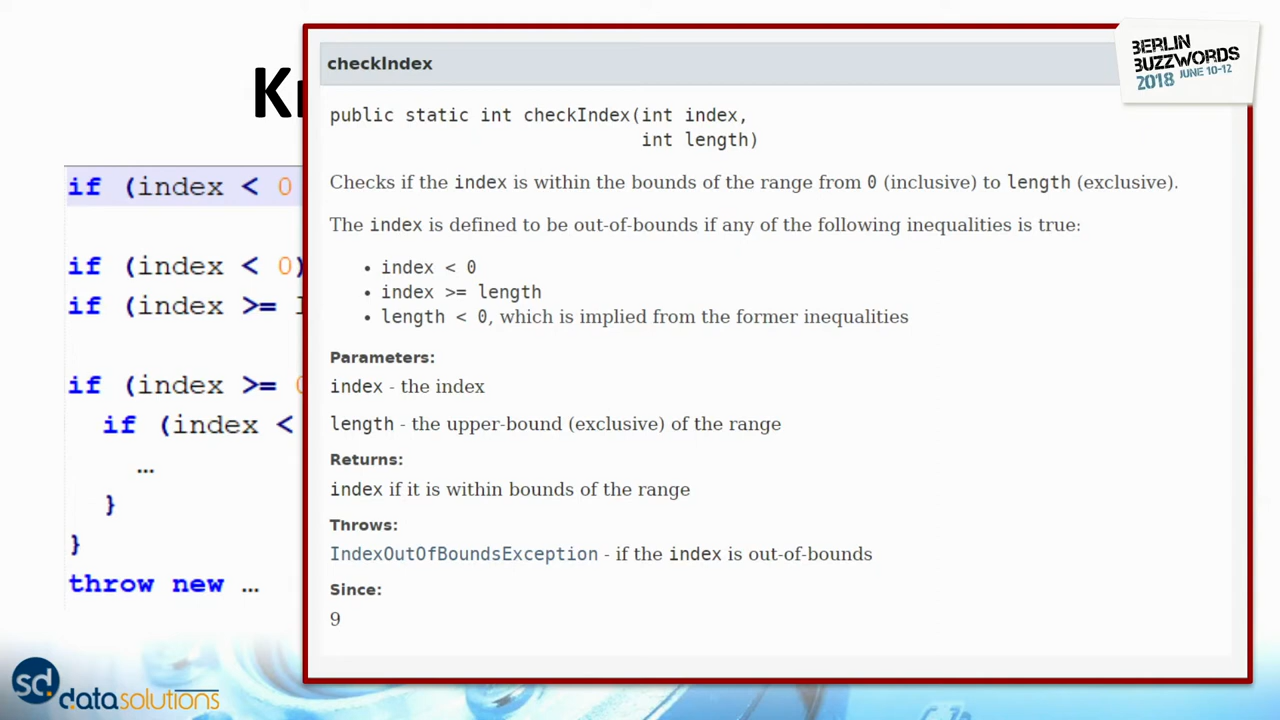 Kr
BERLIN
BUZZWORDS
2018 JUNE 10-12
checkIndex
public static int checkIndex(int index,
int length)
Checks if the index is within the bounds of the range from 0 (inclusive) to length (exclusive).
The index is defined to be out-of-bounds if any of the following inequalities is true:
• index < 0
• index >= length
• length < 0, which is implied from the former inequalities
Parameters:
index - the index
length - the upper-bound (exclusive) of the range
Returns:
index if it is within bounds of the range
Throws:
IndexOutOfBoundsException - if the index is out-of-bounds
Since:
9
if (index < 0
if (index < 0)
if (index >=
if (index >= 0
if (index <
…
}
}
throw new …
sd
datasolutions